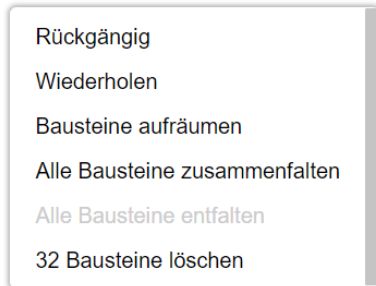 Rückgängig
Wiederholen
Bausteine aufräumen
Alle Bausteine zusammenfalten
Alle Bausteine entfalten
32 Bausteine löschen